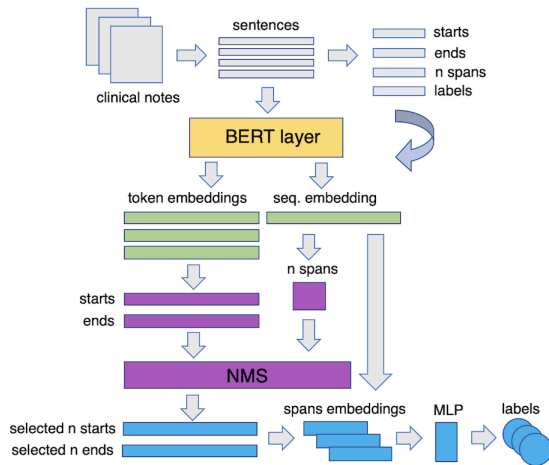 sentences
starts
ends
n spans
labels
clinical notes
BERT layer
token embeddings
seq. embedding
n spans
starts
ends
NMS
selected n starts
selected n ends
spans embeddings
MLP
labels